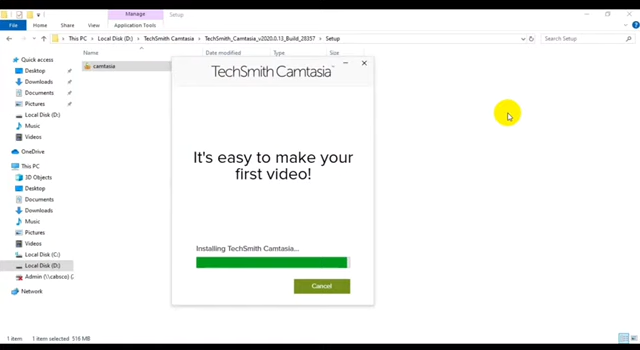 Manage
Setup
File
Home
Share
View
Application Tools
This PC > Local Disk (D:) > TechSmith Camtasia > TechSmith_Camtasia_v2020.0.13_Build_28357 > Setup
Search Setup
Name
Date modified
Type
Size
Quick access
Desktop
Downloads
Documents
Pictures
Local Disk (D:)
Music
Videos
OneDrive
This PC
3D Objects
Desktop
Documents
Downloads
Music
Pictures
Videos
Local Disk (C:)
Local Disk (D:)
Admin (\\cabsco) (
Network
camtasia
TechSmith Camtasia
It's easy to make your
first video!
Installing TechSmith Camtasia...
Cancel
1 item
1 item selected 516 MB